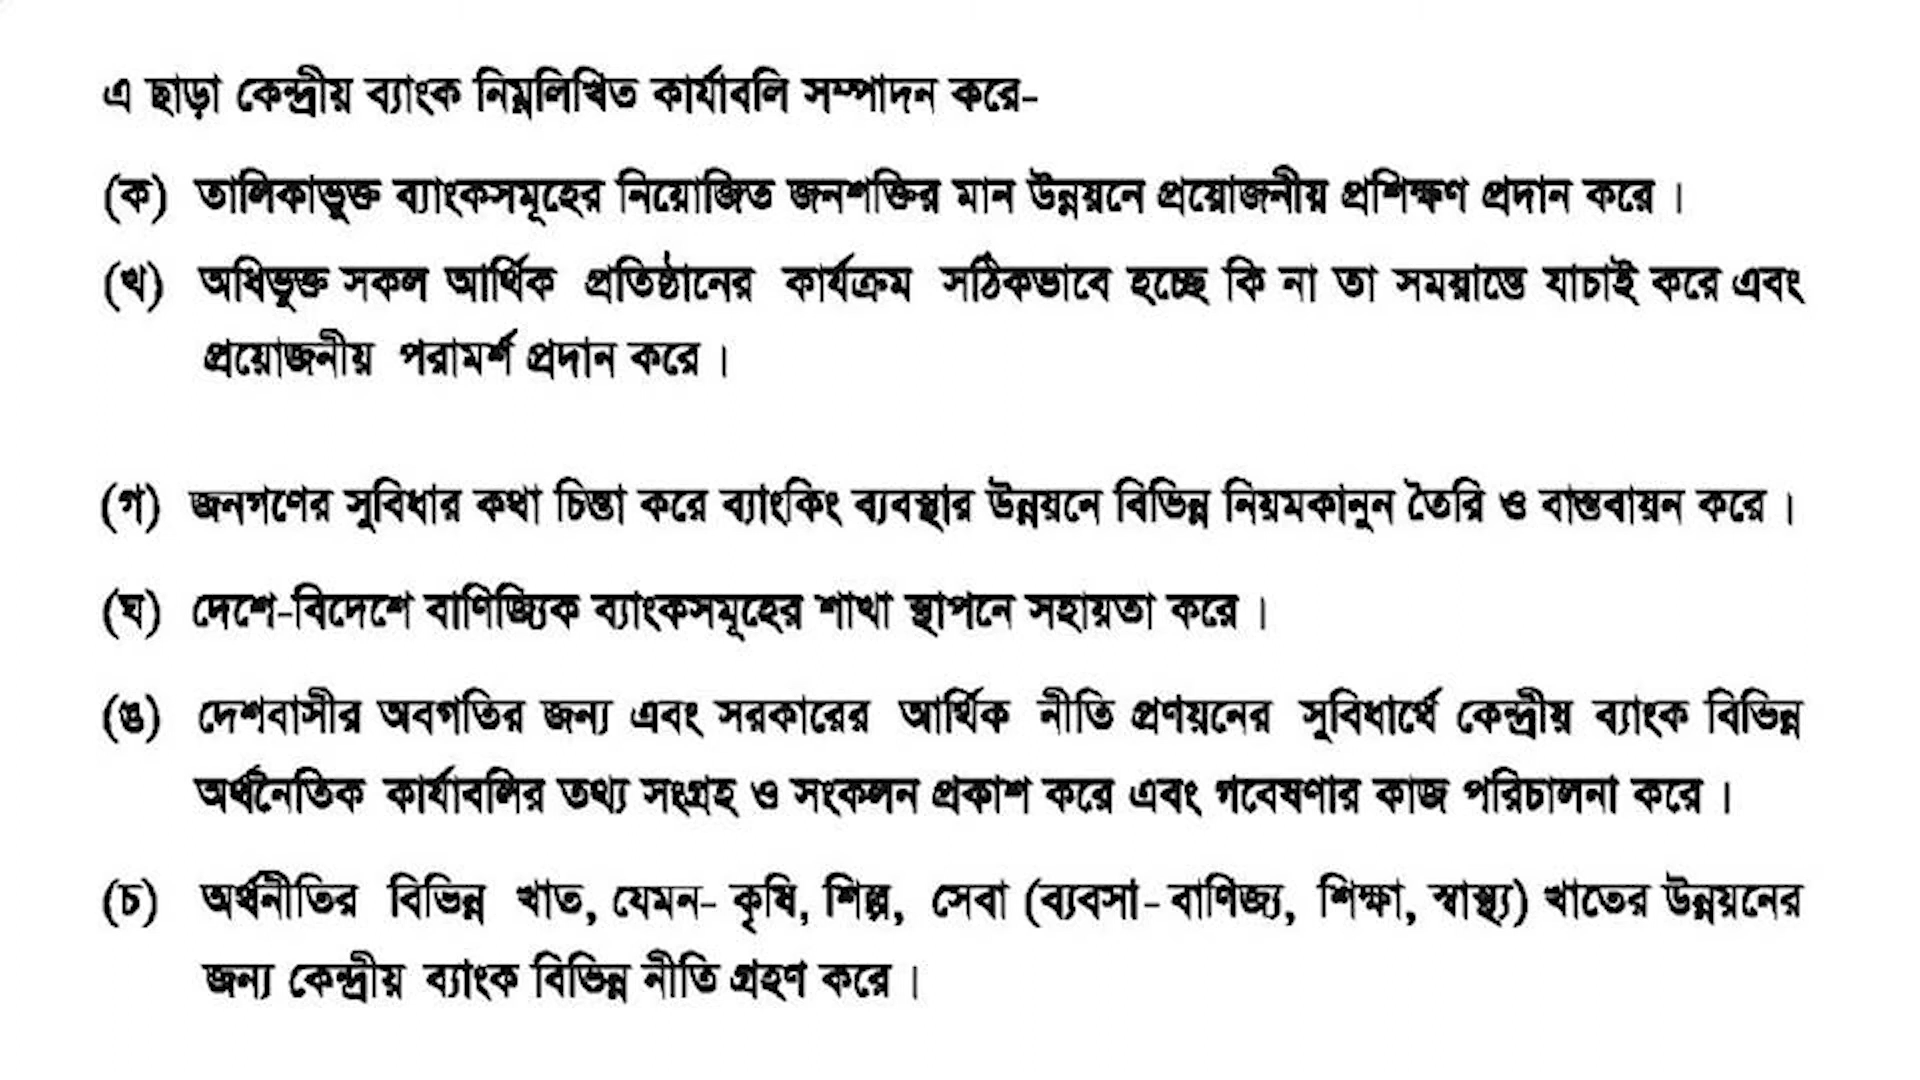 এ ছাড়া কেন্দ্রীয় ব্যাংক নিম্নলিখিত কার্যাবলি সম্পাদন করে-
(ক) তালিকাভুক্ত ব্যাংকসমূহের নিয়োজিত জনশক্তির মান উন্নয়নে প্রয়োজনীয় প্রশিক্ষণ প্রদান করে।
(খ) অধিভুক্ত সকল আর্থিক প্রতিষ্ঠানের কার্যক্রম সঠিকভাবে হচ্ছে কি না তা সময়ান্তে যাচাই করে এবং
প্রয়োজনীয় পরামর্শ প্রদান করে।
(গ) জনগণের সুবিধার কথা চিন্তা করে ব্যাংকিং ব্যবস্থার উন্নয়নে বিভিন্ন নিয়মকানুন তৈরি ও বাস্তবায়ন করে।
(ঘ) দেশে-বিদেশে বাণিজ্যিক ব্যাংকসমূহের শাখা স্থাপনে সহায়তা করে।
(ঙ) দেশবাসীর অবগতির জন্য এবং সরকারের আর্থিক নীতি প্রণয়নের সুবিধার্থে কেন্দ্রীয় ব্যাংক বিভিন্ন
অর্থনৈতিক কার্যাবলির তথ্য সংগ্রহ ও সংকলন প্রকাশ করে এবং গবেষণার কাজ পরিচালনা করে।
(চ) অর্থনীতির বিভিন্ন খাত, যেমন- কৃষি, শিল্প, সেবা (ব্যবসা-বাণিজ্য, শিক্ষা, স্বাস্থ্য) খাতের উন্নয়নের
জন্য কেন্দ্রীয় ব্যাংক বিভিন্ন নীতি গ্রহণ করে।